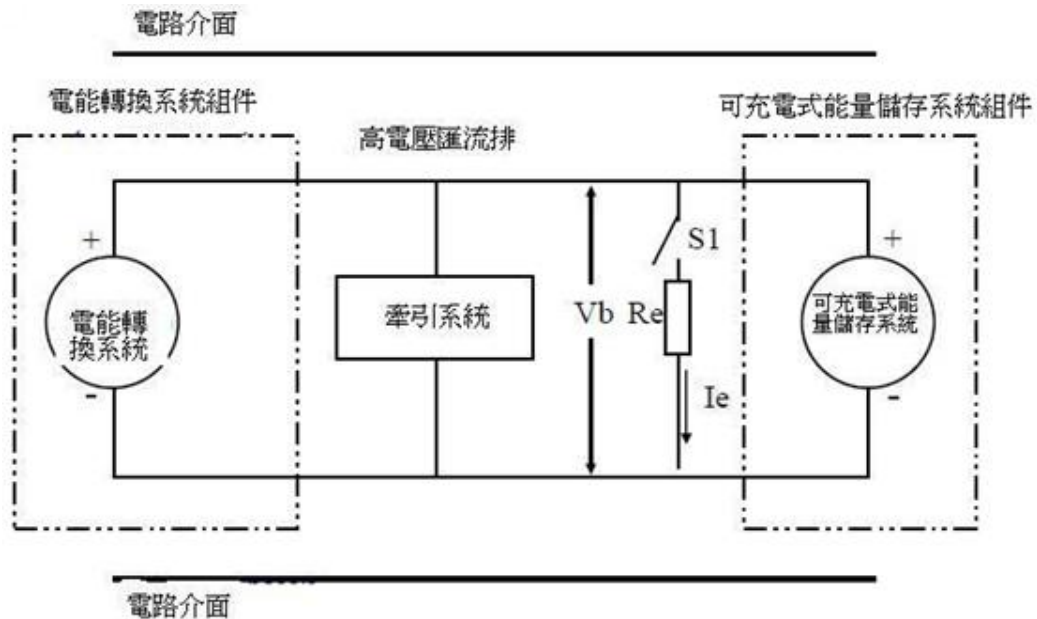 電路介面
電能轉換系統組件
可充電式能量儲存系統組件
高電壓匯流排
+
S1
+
電能轉
換系統
牽引系統
Vb
Re
可充電式能
量儲存系統
-
Ie
-
電路介面